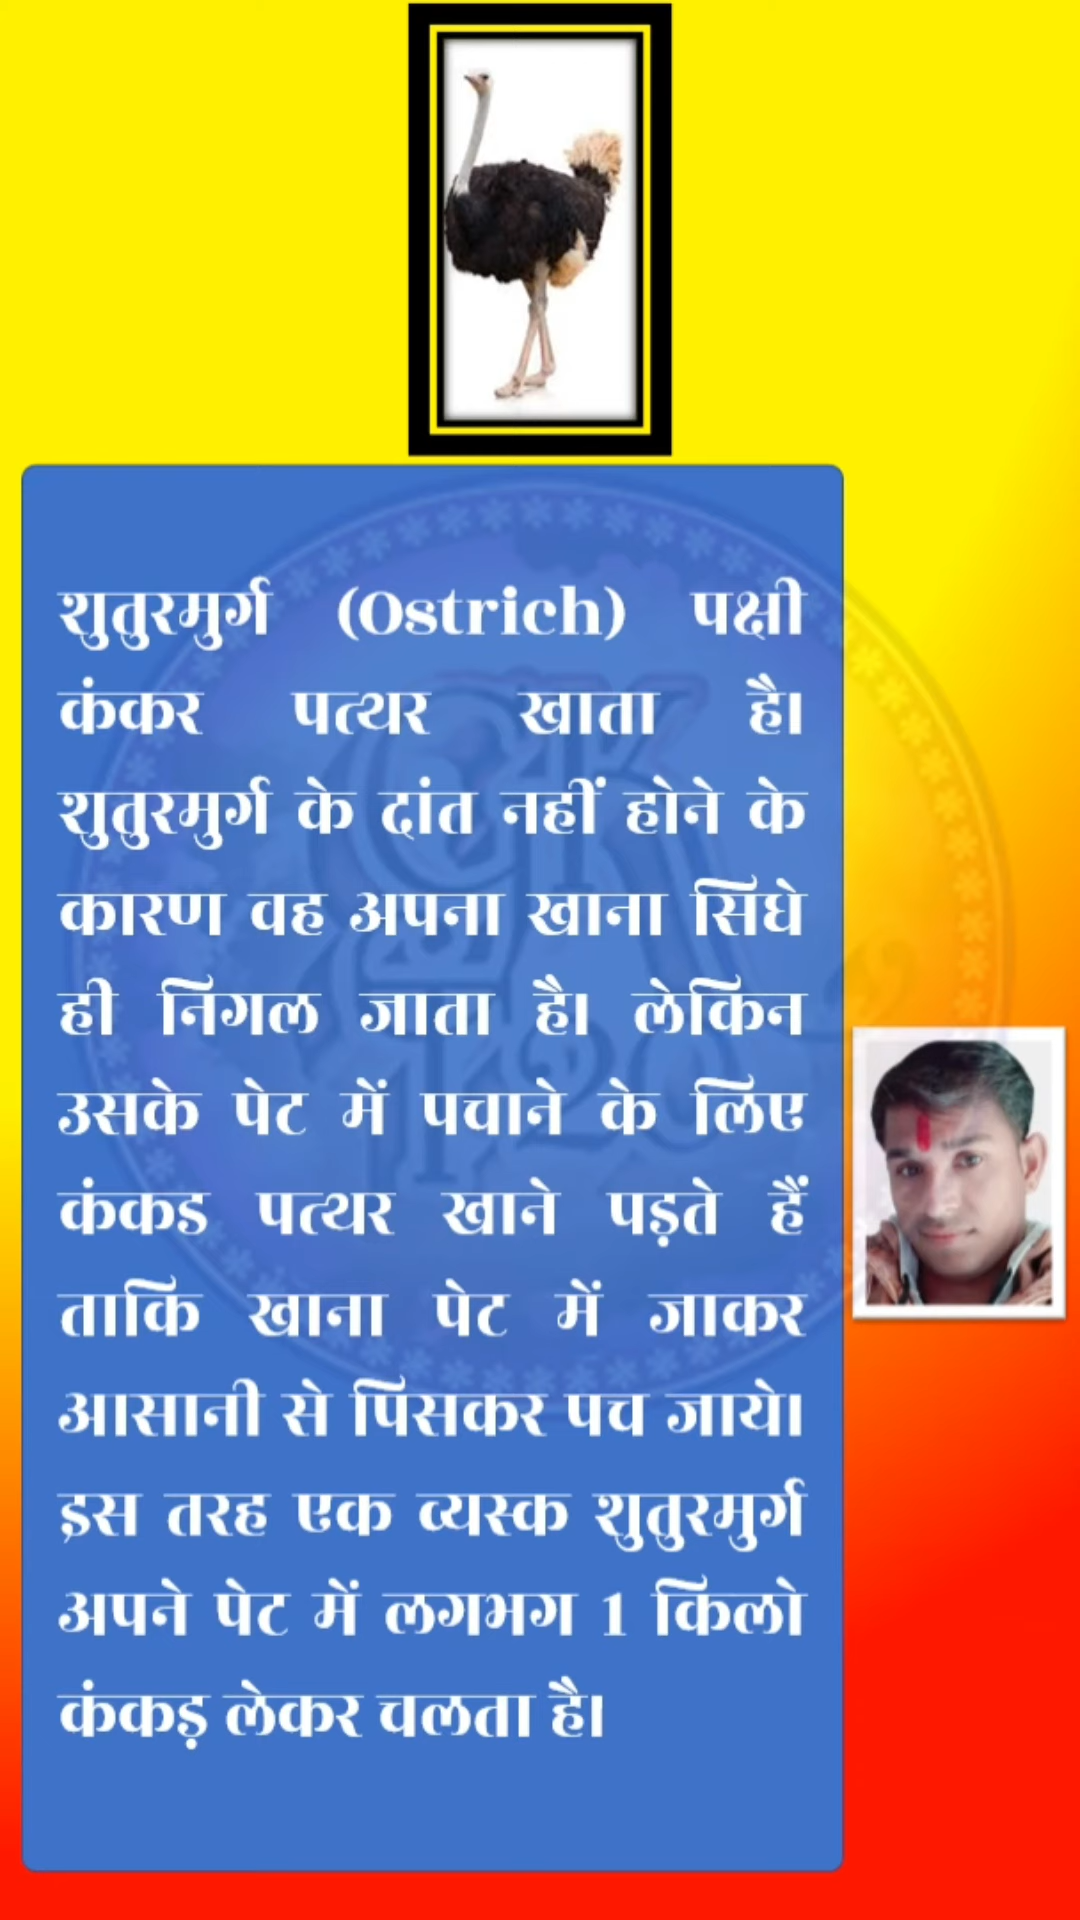 शुतुरमुर्ग (Ostrich) पक्षी
कंकर पत्थर खाता है।
शुतुरमुर्ग के दांत नहीं होने के
कारण वह अपना खाना सिधे
ही निगल जाता है। लेकिन
उसके पेट में पचाने के लिए
कंकड पत्थर खाने पड़ते हैं
ताकि खाना पेट में जाकर
आसानी से पिसकर पच जाये।
इस तरह एक व्यस्क शुतुरमुर्ग
अपने पेट में लगभग 1 किलो
कंकड़ लेकर चलता है।